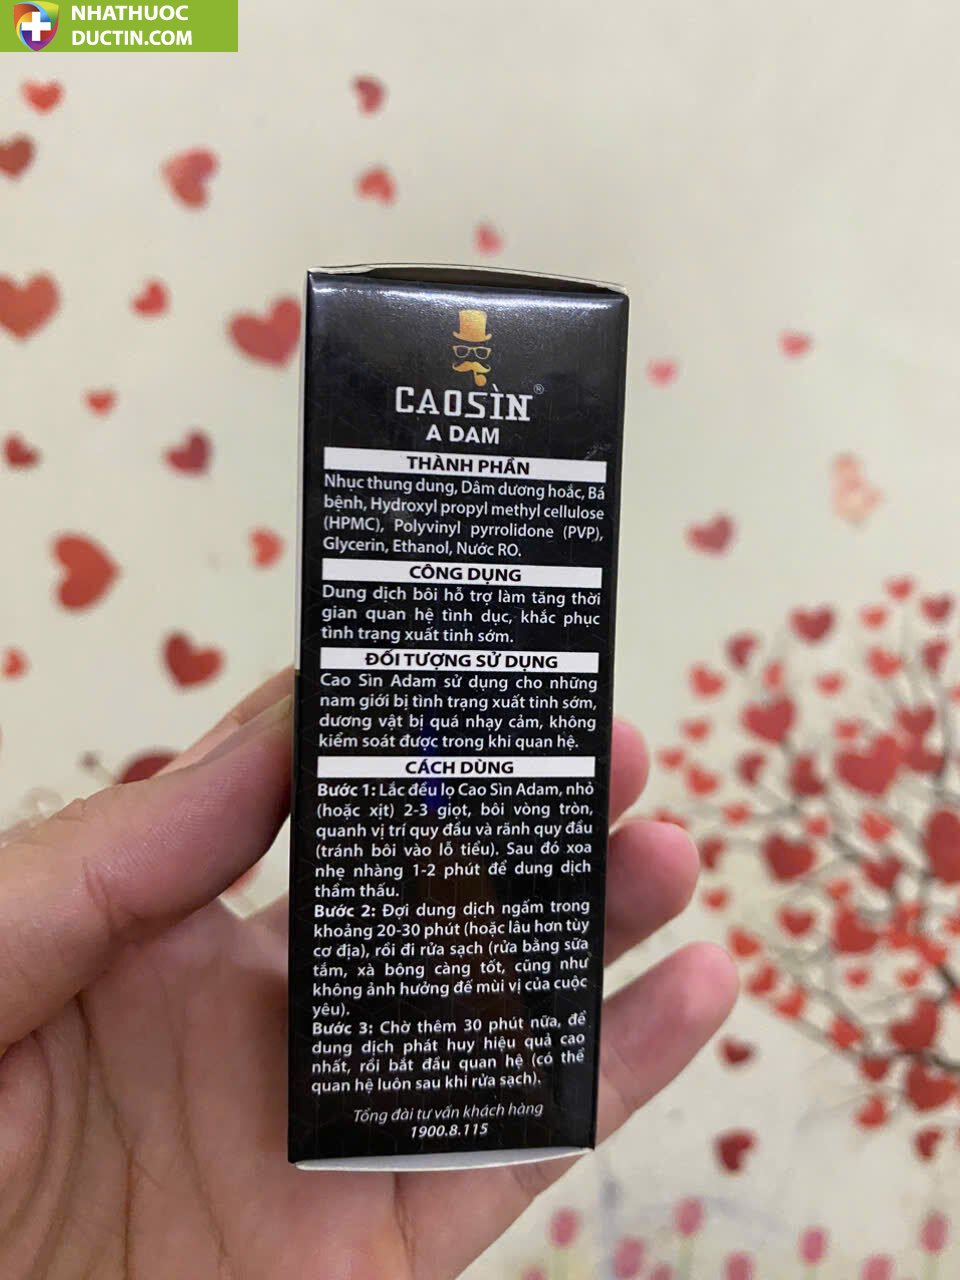 NHATHUOC
DUCTIN.COM
CAOSÌN®
A DAM
THÀNH PHẦN
Nhục thung dung, Dâm dương hoắc, Bá
bệnh, Hydroxyl propyl methyl cellulose
(HPMC), Polyvinyl pyrrolidone (PVP),
Glycerin, Ethanol, Nước RO.
CÔNG DỤNG
Dung dịch bôi hỗ trợ làm tăng thời
gian quan hệ tình dục, khắc phục
tình trạng xuất tinh sớm.
ĐỐI TƯỢNG SỬ DỤNG
Cao Sìn Adam sử dụng cho những
nam giới bị tình trạng xuất tinh sớm,
dương vật bị quá nhạy cảm, không
kiểm soát được trong khi quan hệ.
CÁCH DÙNG
Bước 1: Lắc đều lọ Cao Sìn Adam, nhỏ
(hoặc xịt) 2-3 giọt, bôi vòng tròn,
quanh vị trí quy đầu và rãnh quy đầu
(tránh bôi vào lỗ tiểu). Sau đó xoa
nhẹ nhàng 1-2 phút để dung dịch
thẩm thấu.
Bước 2: Đợi dung dịch ngấm trong
khoảng 20-30 phút (hoặc lâu hơn tùy
cơ địa), rồi đi rửa sạch (rửa bằng sữa
tắm, xà bông càng tốt, cũng như
không ảnh hưởng đế mùi vị của cuộc
yêu).
Bước 3: Chờ thêm 30 phút nữa, để
dung dịch phát huy hiệu quả cao
nhất, rồi bắt đầu quan hệ (có thể
quan hệ luôn sau khi rửa sạch).
Tổng đài tư vấn khách hàng
1900.8.115